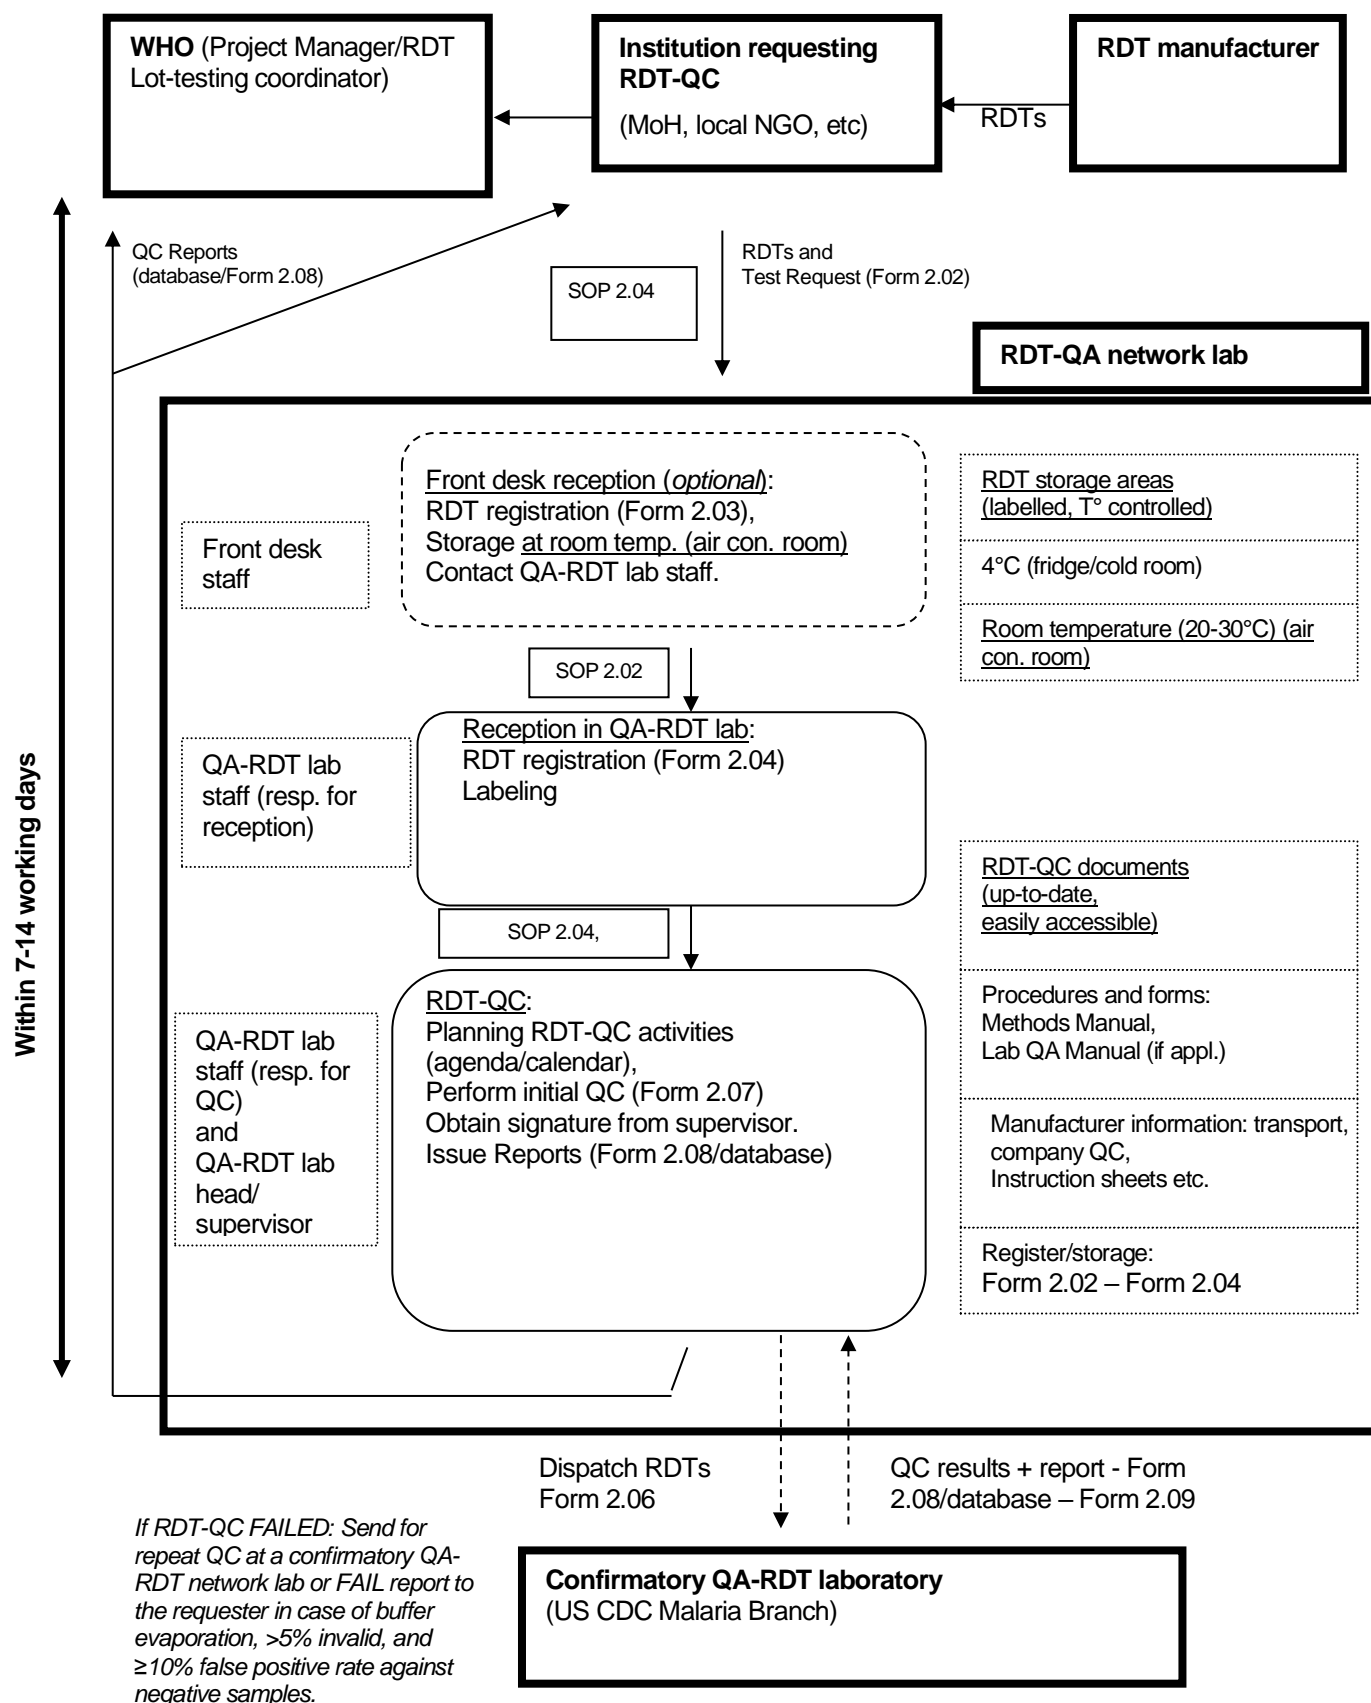 WHO (Project Manager/RDT
Lot-testing coordinator)
Institution requesting
RDT-QC
(MoH, local NGO, etc)
RDT manufacturer
RDTs
QC Reports
(database/Form 2.08)
SOP 2.04
RDTs and
Test Request (Form 2.02)
RDT-QA network lab
Within 7-14 working days
Front desk
staff
Front desk reception (optional):
RDT registration (Form 2.03),
Storage at room temp. (air con. room)
Contact QA-RDT lab staff.
RDT storage areas
(labelled, T° controlled)
4°C (fridge/cold room)
Room temperature (20-30°C) (air
con. room)
SOP 2.02
QA-RDT lab
staff (resp. for
reception)
Reception in QA-RDT lab:
RDT registration (Form 2.04)
Labeling
SOP 2.04,
RDT-QC documents
(up-to-date,
easily accessible)
Procedures and forms:
Methods Manual,
Lab QA Manual (if appl.)
Manufacturer information: transport,
company QC,
Instruction sheets etc.
Register/storage:
Form 2.02 – Form 2.04
QA-RDT lab
staff (resp. for
QC)
and
QA-RDT lab
head/
supervisor
RDT-QC:
Planning RDT-QC activities
(agenda/calendar),
Perform initial QC (Form 2.07)
Obtain signature from supervisor.
Issue Reports (Form 2.08/database)
Dispatch RDTs
Form 2.06
QC results + report - Form
2.08/database – Form 2.09
If RDT-QC FAILED: Send for
repeat QC at a confirmatory QA-
RDT network lab or FAIL report to
the requester in case of buffer
evaporation, >5% invalid, and
≥10% false positive rate against
negative samples.
Confirmatory QA-RDT laboratory
(US CDC Malaria Branch)